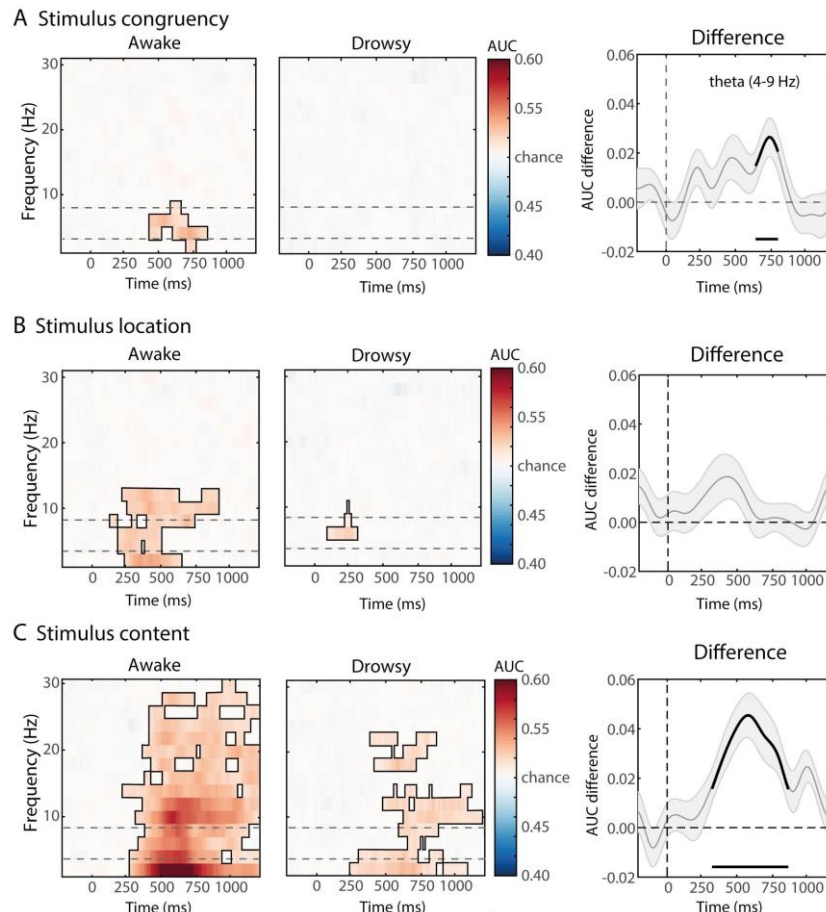 A Stimulus congruency
Awake
Drowsy
AUC
Difference
30
20
10
Frequency (Hz)
0 250 500 750 1000
Time (ms)
0 250 500 750 1000
Time (ms)
0.60
0.55
chance
0.45
0.40
theta (4-9 Hz)
0.06
0.04
0.02
0.00
-0.02
AUC difference
0 250 500 750 1000
Time (ms)
B Stimulus location
Awake
Drowsy
AUC
Difference
30
20
10
Frequency (Hz)
0 250 500 750 1000
Time (ms)
0 250 500 750 1000
Time (ms)
0.60
0.55
chance
0.45
0.40
0.06
0.04
0.02
0.00
-0.02
AUC difference
0 250 500 750 1000
Time (ms)
C Stimulus content
Awake
Drowsy
AUC
Difference
30
20
10
Frequency (Hz)
0 250 500 750 1000
Time (ms)
0 250 500 750 1000
Time (ms)
0.60
0.55
chance
0.45
0.40
0.06
0.04
0.02
0.00
-0.02
AUC difference
0 250 500 750 1000
Time (ms)